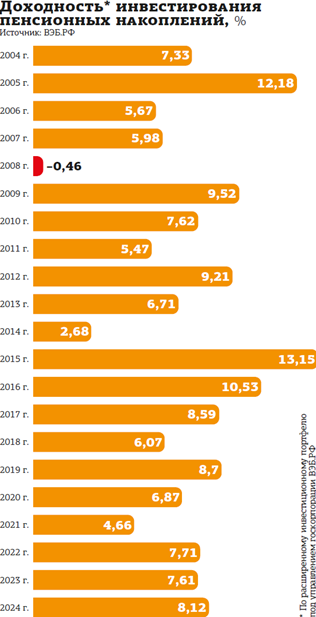 Доходность* инвестирования
пенсионных накоплений, %
Источник: ВЭБ.РФ
2004 г. 7,33
2005 г. 12,18
2006 г. 5,67
2007 г. 5,98
2008 г. –0,46
2009 г. 9,52
2010 г. 7,62
2011 г. 5,47
2012 г. 9,21
2013 г. 6,71
2014 г. 2,68
2015 г. 13,15
2016 г. 10,53
2017 г. 8,59
2018 г. 6,07
2019 г. 8,7
2020 г. 6,87
2021 г. 4,66
2022 г. 7,71
2023 г. 7,61
2024 г. 8,12
* По расширенному инвестиционному портфелю
под управлением госкорпорации ВЭБ.РФ